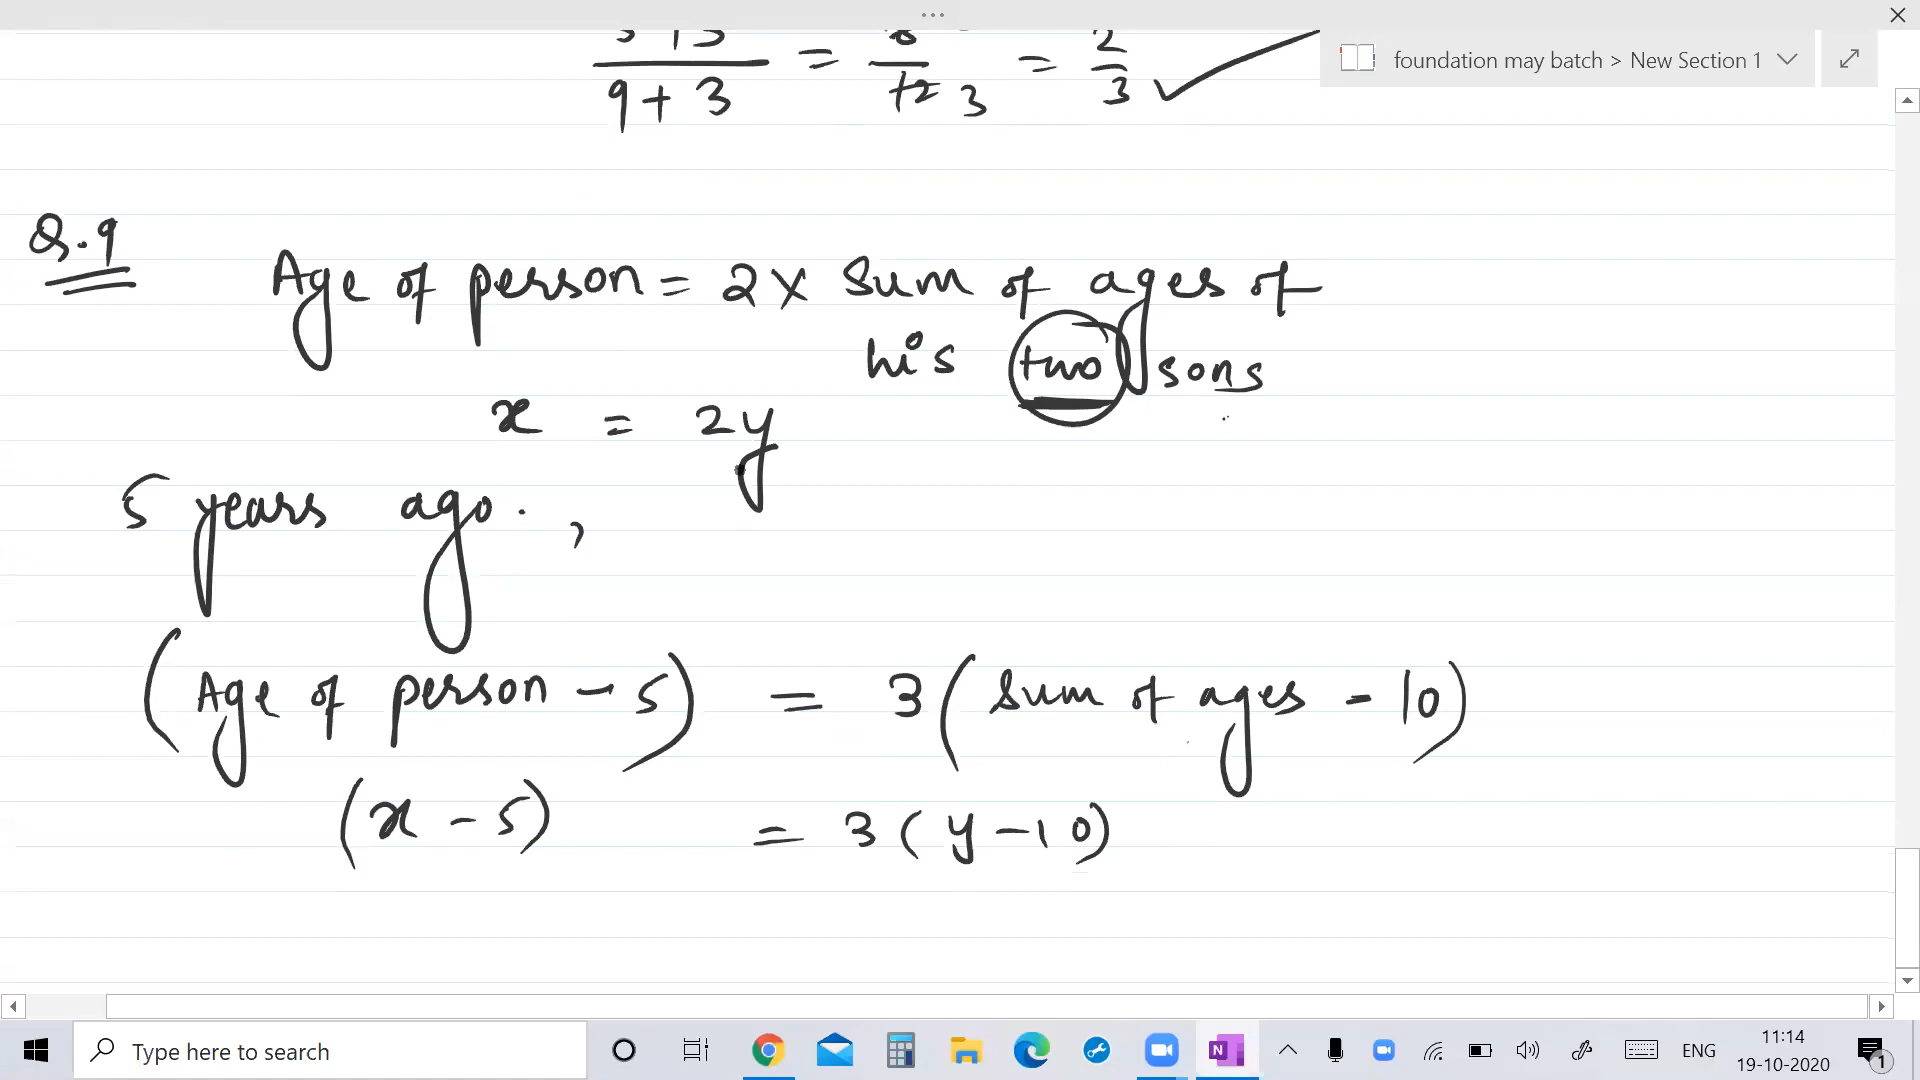 foundation may batch > New Section 1
9 + 3 = 12 3 = 2/3
Q.9
Age of person = 2 x Sum of ages of
his two sons
x = 2y
5 years ago. ,
(Age of person - 5) = 3 (Sum of ages - 10)
(x - 5) = 3 (y - 10)
Type here to search
ENG
11:14
19-10-2020
1